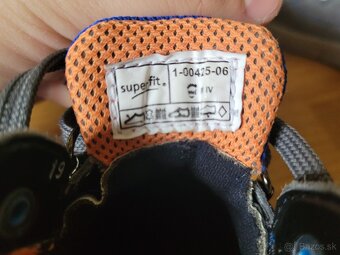 superfit®
1-00425-06
IV
19
© Bazos.sk